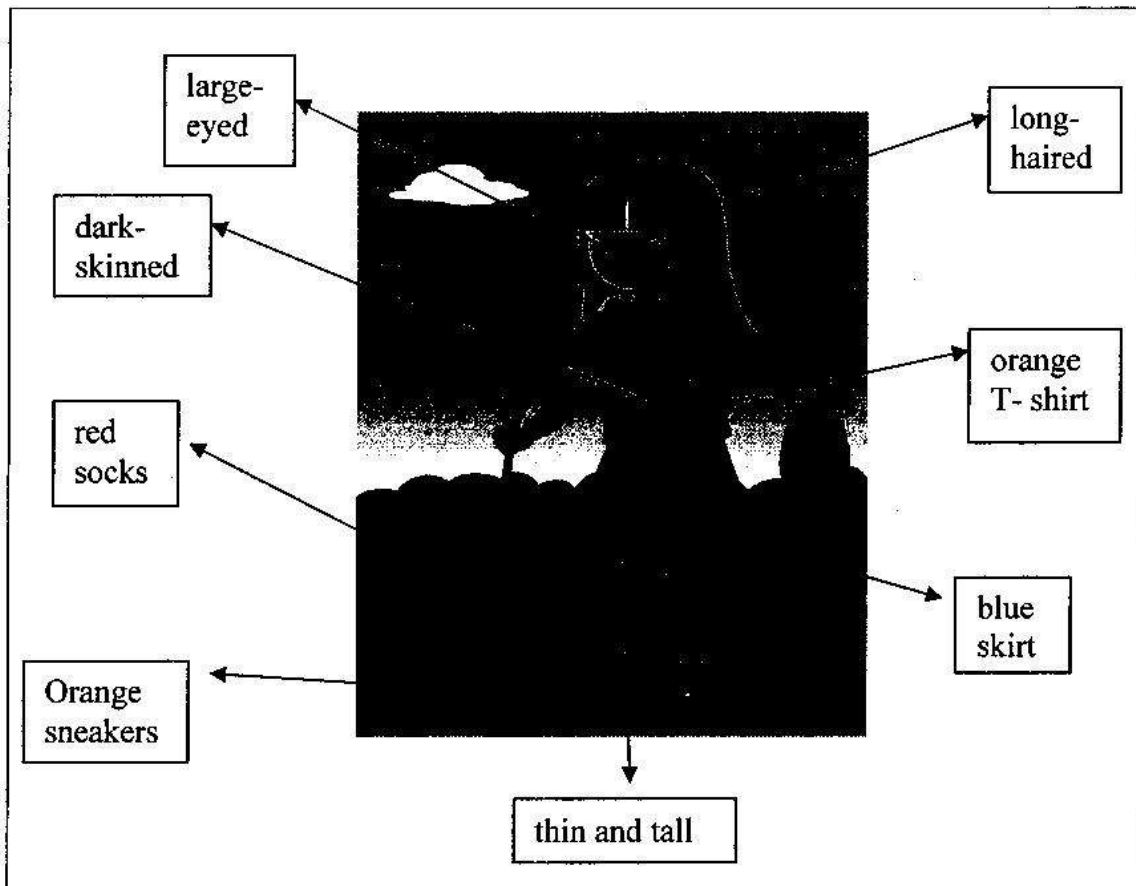 large-
eyed
long-
haired
dark-
skinned
orange
T- shirt
red
socks
blue
skirt
Orange
sneakers
thin and tall